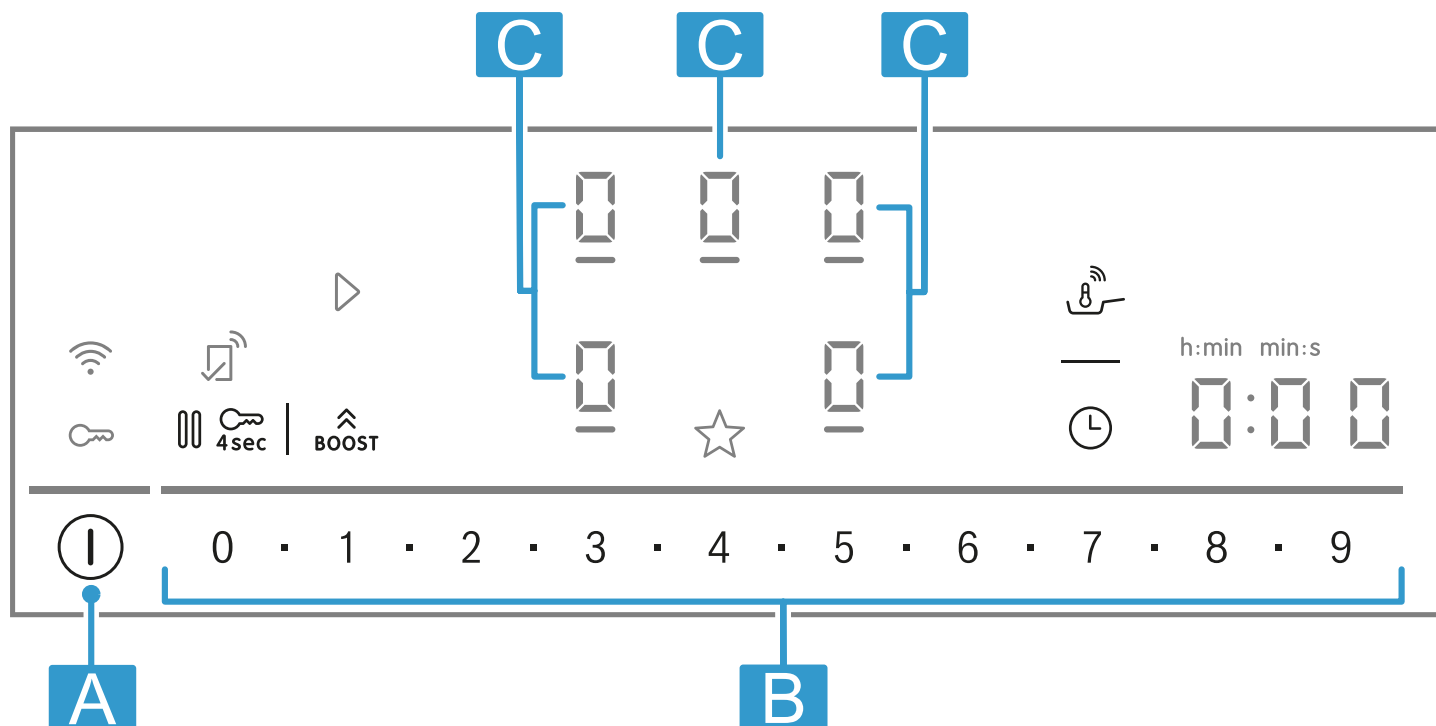 C C C
0 0 0
h:min min:s
0 0 0:00
4sec BOOST
0 · 1 · 2 · 3 · 4 · 5 · 6 · 7 · 8 · 9
A B